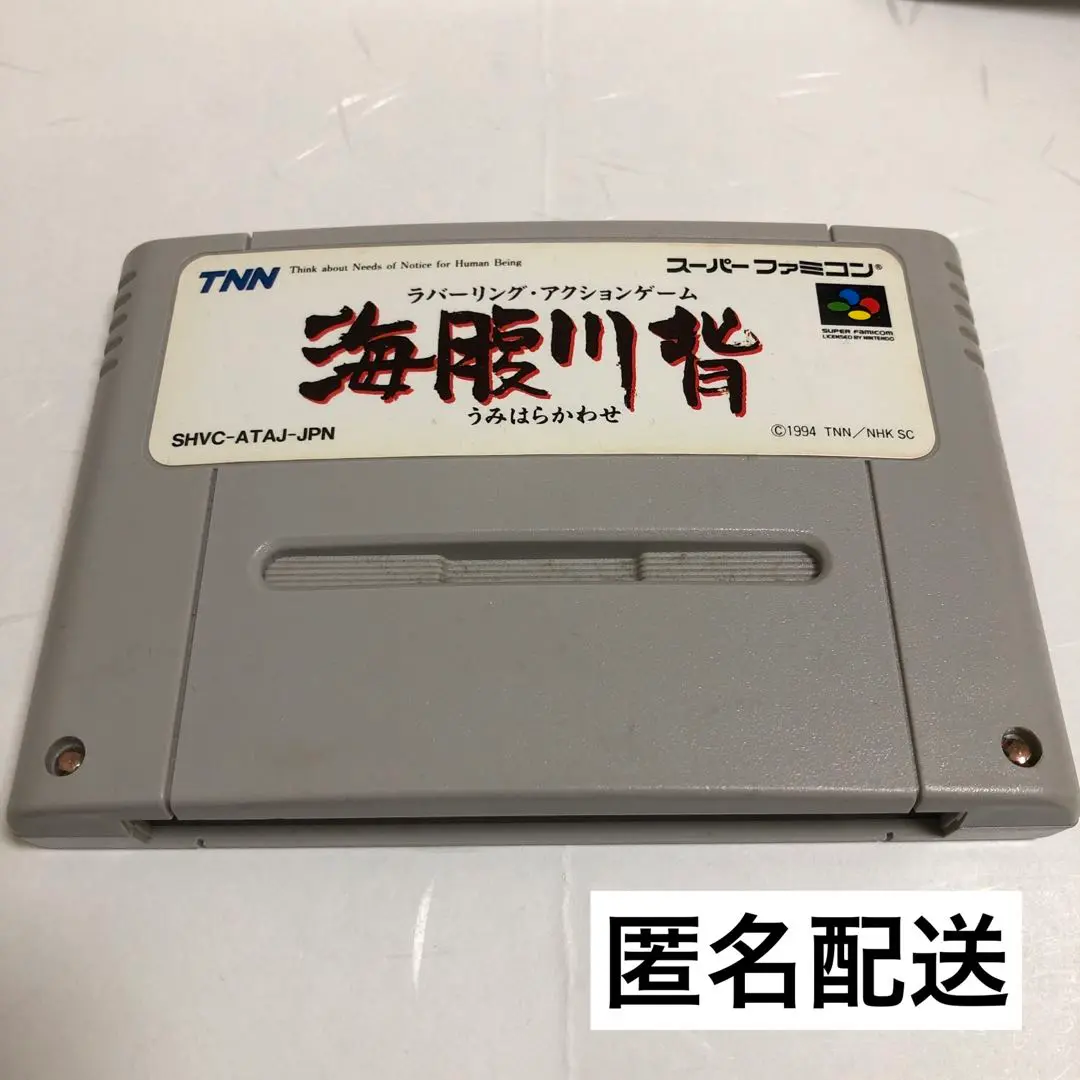 TNN Think about Needs of Notice for Human Being
スーパーファミコン®
ラバーリング・アクションゲーム
海腹川背
うみはらかわせ
SUPER FAMICOM
LICENSED BY NINTENDO
SHVC-ATAJ-JPN
©1994 TNN/NHK SC
匿名配送